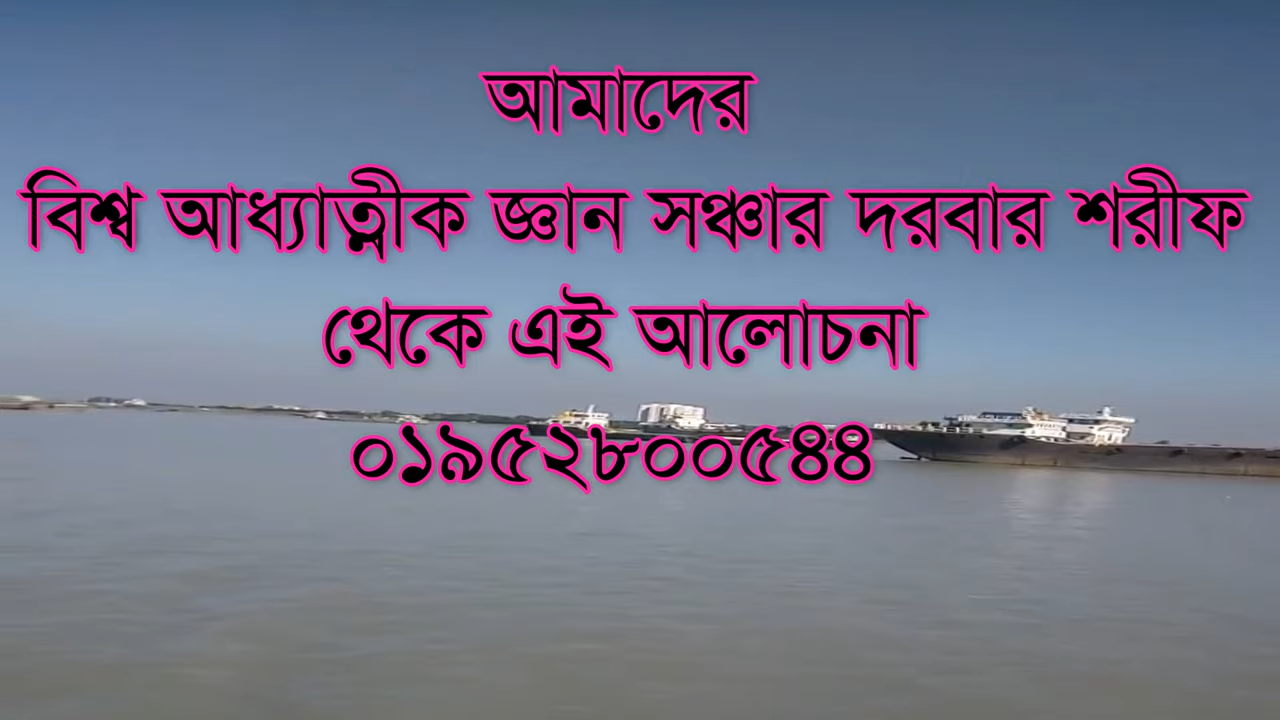 আমাদের
বিশ্ব আধ্যাত্নীক জ্ঞান সঞ্চার দরবার শরীফ
থেকে এই আলোচনা
০১৯৫২৮০০৫৪৪